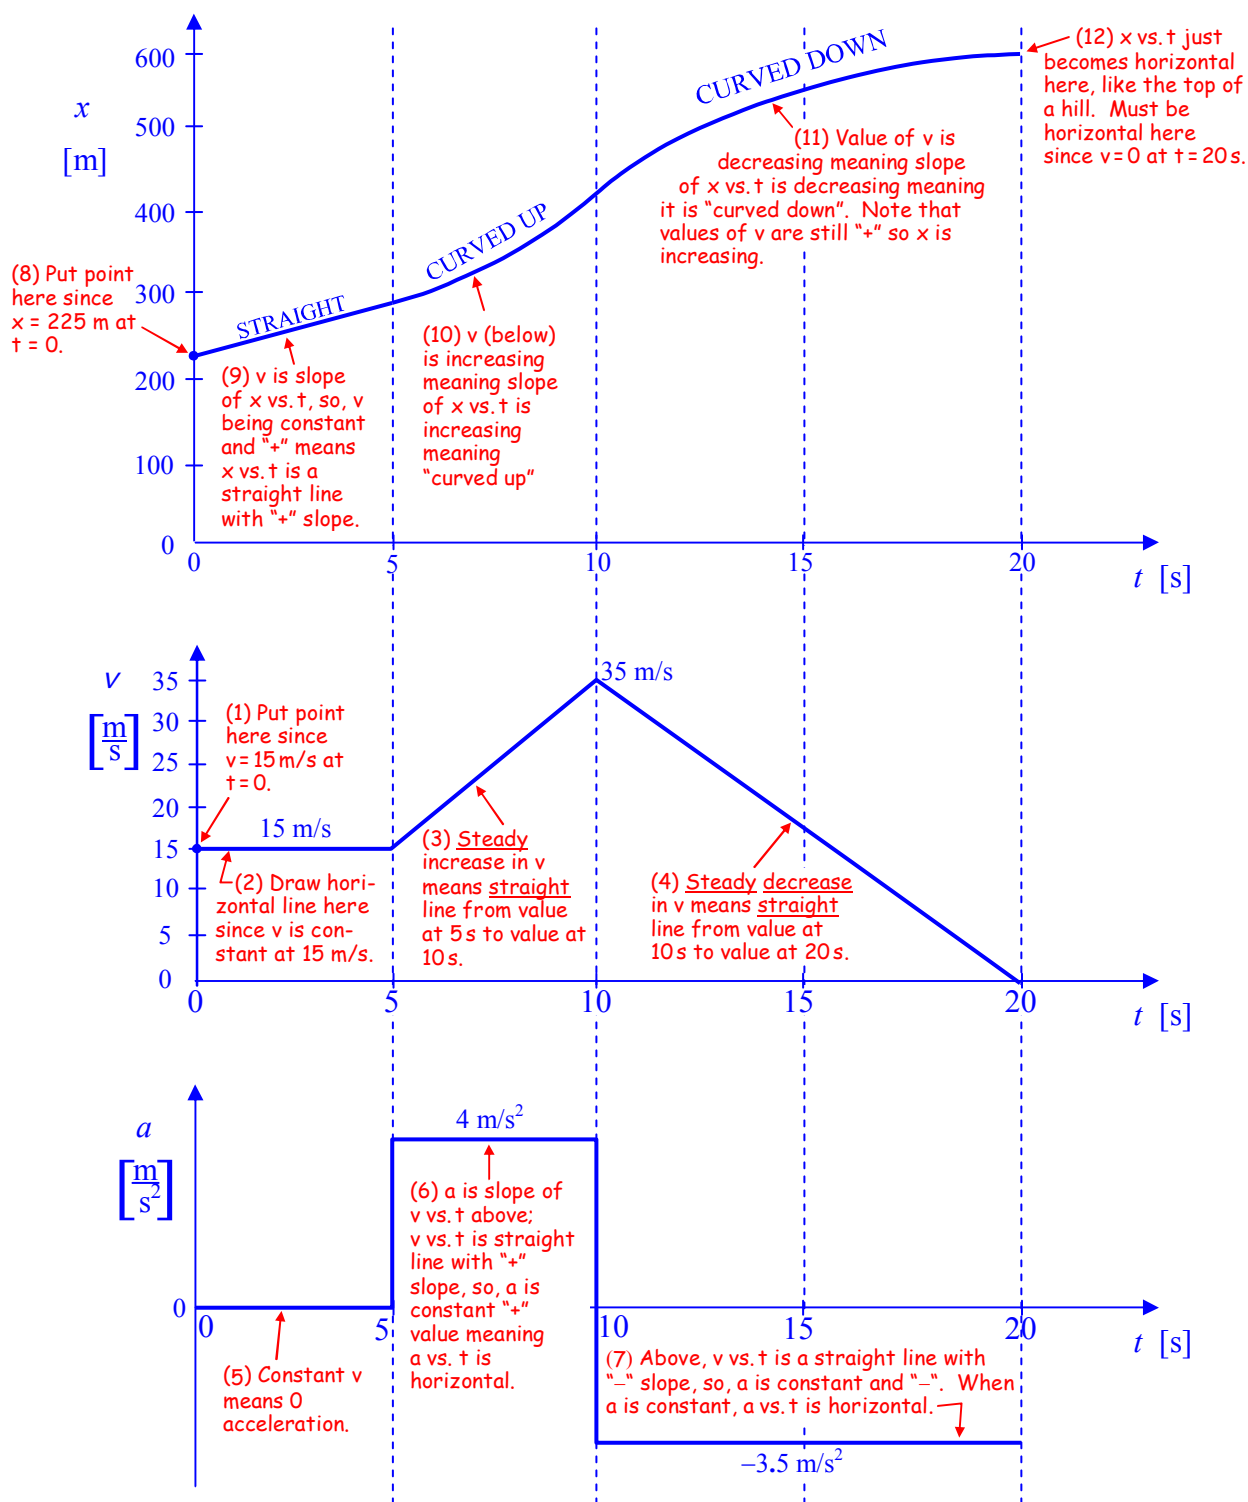 600
x
500
[m]
400
300
200
100
0
0
5
10
15
20
t [s]
STRAIGHT
CURVED UP
CURVED DOWN
(8) Put point
here since
x = 225 m at
t = 0.
(9) v is slope
of x vs. t, so, v
being constant
and “+” means
x vs. t is a
straight line
with “+” slope.
(10) v (below)
is increasing
meaning slope
of x vs. t is
increasing
meaning
“curved up”
(11) Value of v is
decreasing meaning slope
of x vs. t is decreasing meaning
it is “curved down”. Note that
values of v are still “+” so x is
increasing.
(12) x vs. t just
becomes horizontal
here, like the top of
a hill. Must be
horizontal here
since v = 0 at t = 20 s.
v
[m/s]
35
30
25
20
15
10
5
0
0
5
10
15
20
t [s]
35 m/s
15 m/s
(1) Put point
here since
v = 15 m/s at
t = 0.
(2) Draw hori-
zontal line here
since v is con-
stant at 15 m/s.
(3) Steady
increase in v
means straight
line from value
at 5 s to value at
10 s.
(4) Steady decrease
in v means straight
line from value at
10 s to value at 20 s.
a
[m/s²]
4 m/s²
0
0
5
10
15
20
t [s]
(5) Constant v
means 0
acceleration.
(6) a is slope of
v vs. t above;
v vs. t is straight
line with “+”
slope, so, a is
constant “+”
value meaning
a vs. t is
horizontal.
(7) Above, v vs. t is a straight line with
“–“ slope, so, a is constant and “–“. When
a is constant, a vs. t is horizontal.
–3.5 m/s²